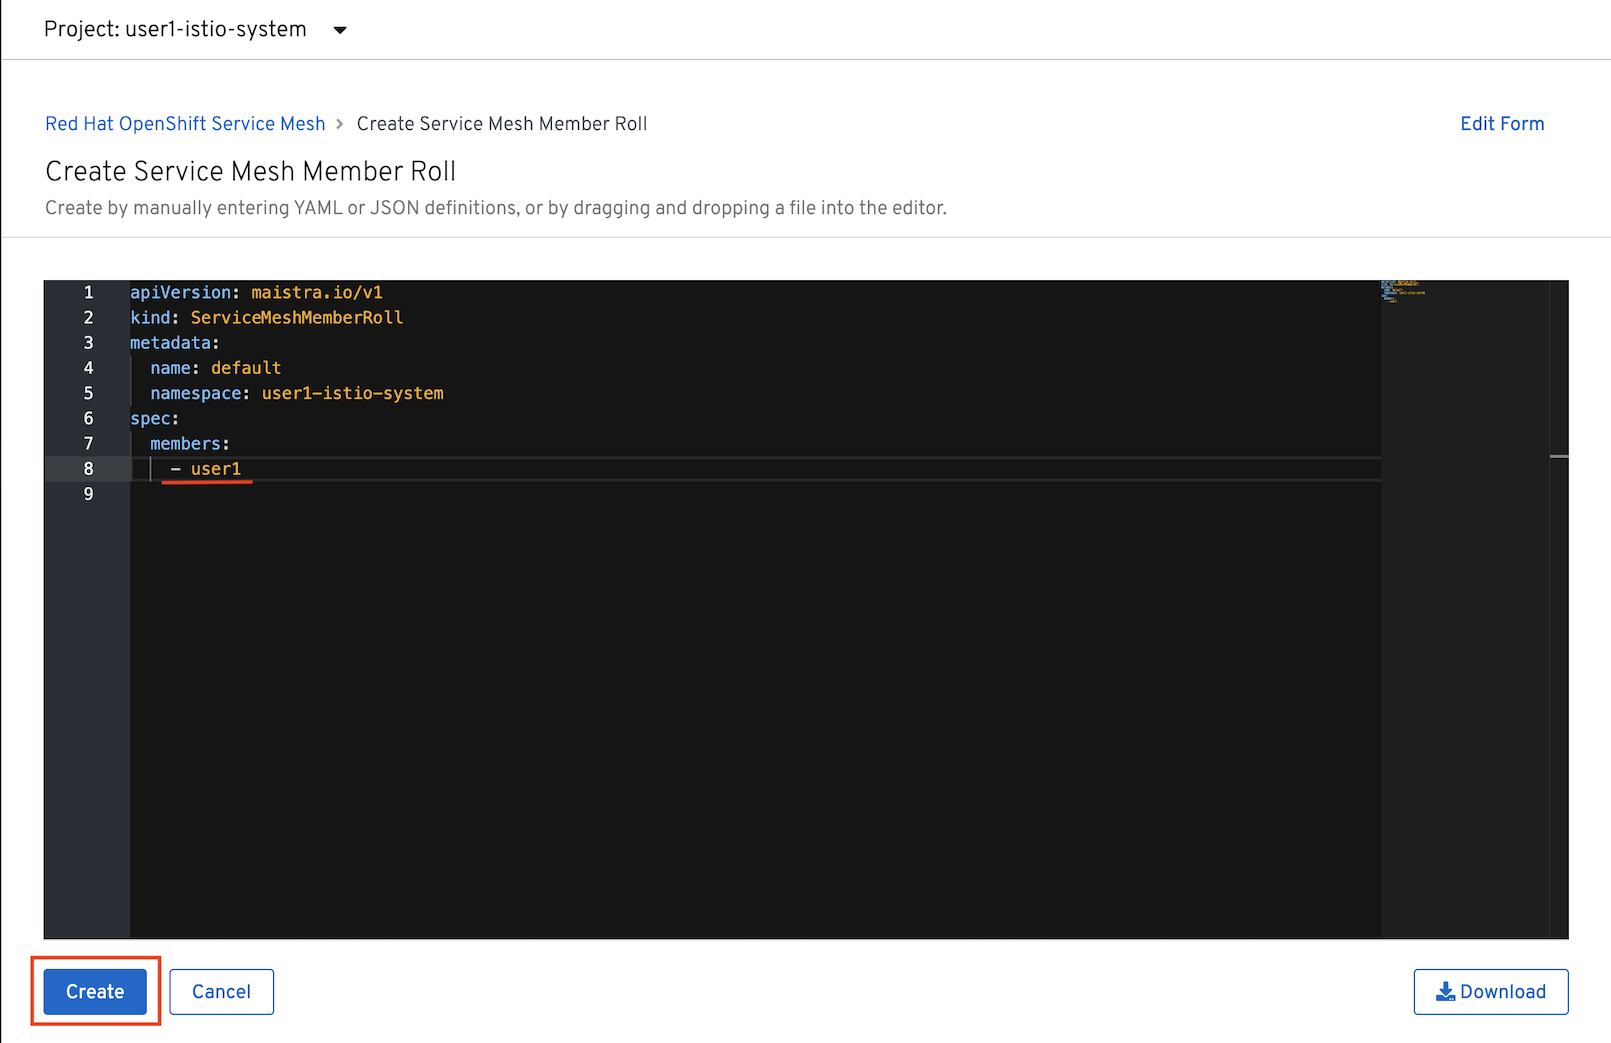 Project: user1-istio-system
Red Hat OpenShift Service Mesh > Create Service Mesh Member Roll
Edit Form
Create Service Mesh Member Roll
Create by manually entering YAML or JSON definitions, or by dragging and dropping a file into the editor.
1 apiVersion: maistra.io/v1
2 kind: ServiceMeshMemberRoll
3 metadata:
4   name: default
5   namespace: user1-istio-system
6 spec:
7   members:
8     - user1
9
Create
Cancel
Download